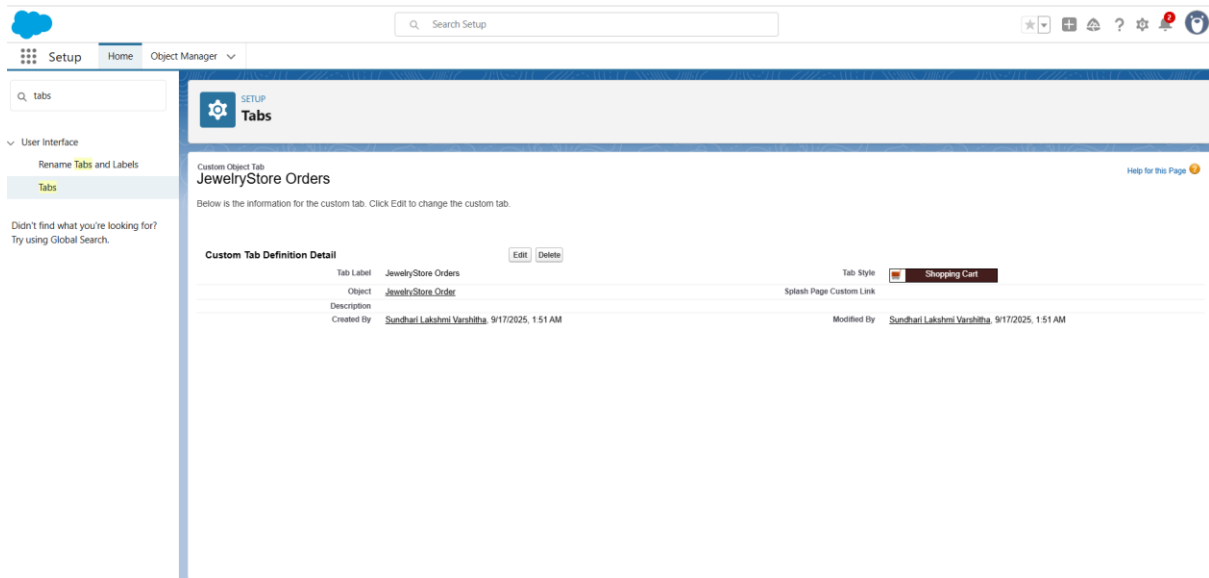 Search Setup
2
Setup
Home
Object Manager
tabs
User Interface
Rename Tabs and Labels
Tabs
Didn't find what you're looking for?
Try using Global Search.
SETUP
Tabs
Custom Object Tab
JewelryStore Orders
Help for this Page
Below is the information for the custom tab. Click Edit to change the custom tab.
Custom Tab Definition Detail
Edit Delete
Tab Label JewelryStore Orders Tab Style Shopping Cart
Object JewelryStore Order Splash Page Custom Link
Description
Created By Sundhari Lakshmi Varshitha, 9/17/2025, 1:51 AM Modified By Sundhari Lakshmi Varshitha, 9/17/2025, 1:51 AM